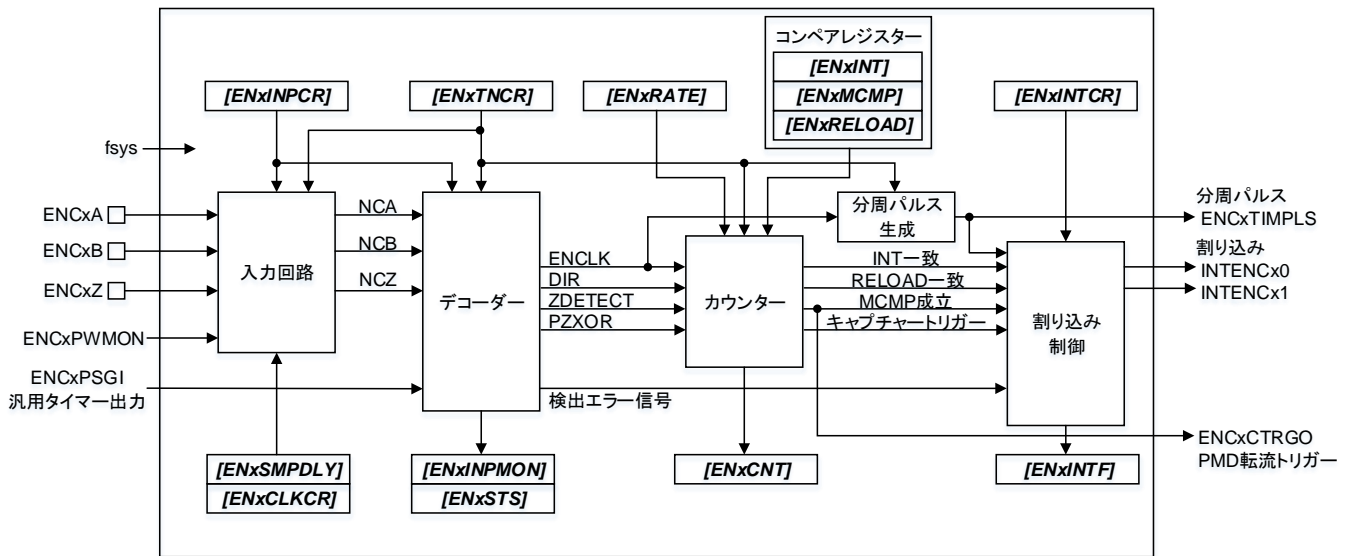 コンペアレジスター
[ENxINT]
[ENxMCMP]
[ENxRELOAD]
[ENxINPCR]
[ENxTNCR]
[ENxRATE]
[ENxINTCR]
fsys
ENCxA
ENCxB
ENCxZ
ENCxPWMON
ENCxPSGI
汎用タイマー出力
入力回路
NCA
NCB
NCZ
デコーダー
ENCLK
DIR
ZDETECT
PZXOR
検出エラー信号
カウンター
分周パルス
生成
INT一致
RELOAD一致
MCMP成立
キャプチャートリガー
割り込み
制御
分周パルス
ENCxTIMPLS
割り込み
INTENCx0
INTENCx1
ENCxCTRGO
PMD転流トリガー
[ENxSMPDLY]
[ENxCLKCR]
[ENxINPMON]
[ENxSTS]
[ENxCNT]
[ENxINTF]